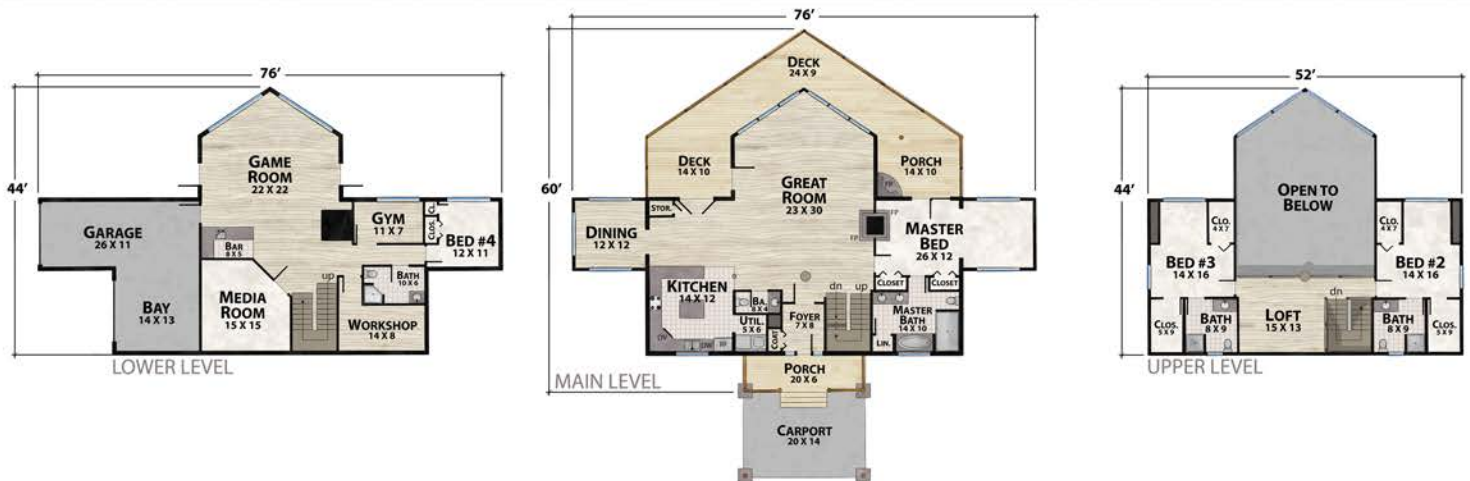 76'
44'
GAME
ROOM
22 X 22
GARAGE
26 X 11
GYM
11 X 7
CL.
CLOS.
BED #4
12 X 11
BAR
8 X 5
up
BATH
10 X 6
BAY
14 X 13
MEDIA
ROOM
15 X 15
WORKSHOP
14 X 8
LOWER LEVEL
76'
60'
DECK
24 X 9
DECK
14 X 10
PORCH
14 X 10
FP
GREAT
ROOM
23 X 30
STOR.
FP
FP
DINING
12 X 12
MASTER
BED
26 X 12
KITCHEN
14 X 12
CLOSET
CLOSET
dn
up
BA.
8 X 4
FOYER
7 X 8
UTIL.
5 X 6
COAT
MASTER
BATH
14 X 10
LIN.
OV
DW
PORCH
20 X 6
MAIN LEVEL
CARPORT
20 X 14
52'
44'
OPEN TO
BELOW
CLO.
4 X 7
CLO.
4 X 7
BED #3
14 X 16
BED #2
14 X 16
dn
LOFT
15 X 13
BATH
8 X 9
BATH
8 X 9
CLOS.
5 X 9
CLOS.
5 X 9
UPPER LEVEL